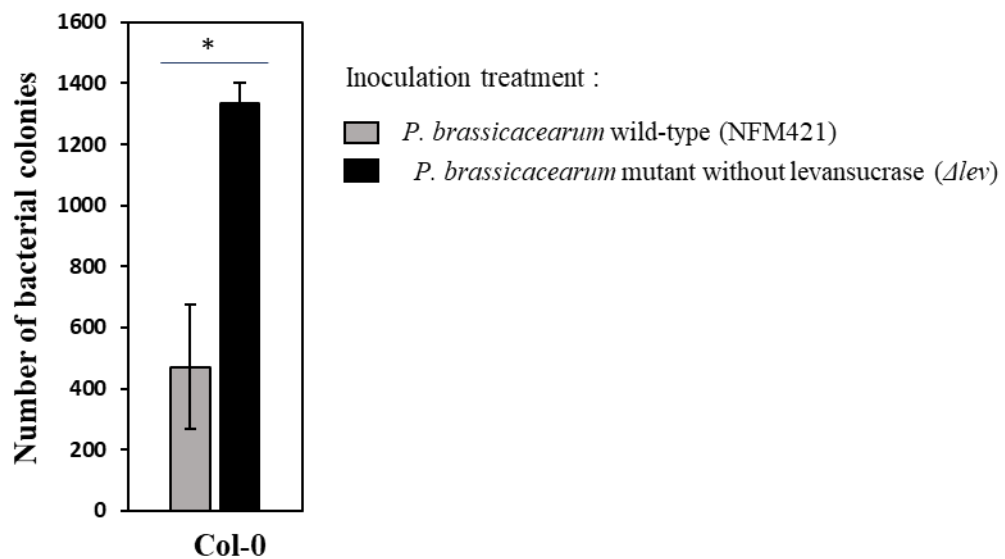 Number of bacterial colonies
1600
1400
1200
1000
800
600
400
200
0
*
Col-0
Inoculation treatment :
P. brassicacearum wild-type (NFM421)
P. brassicacearum mutant without levansucrase (Δlev)